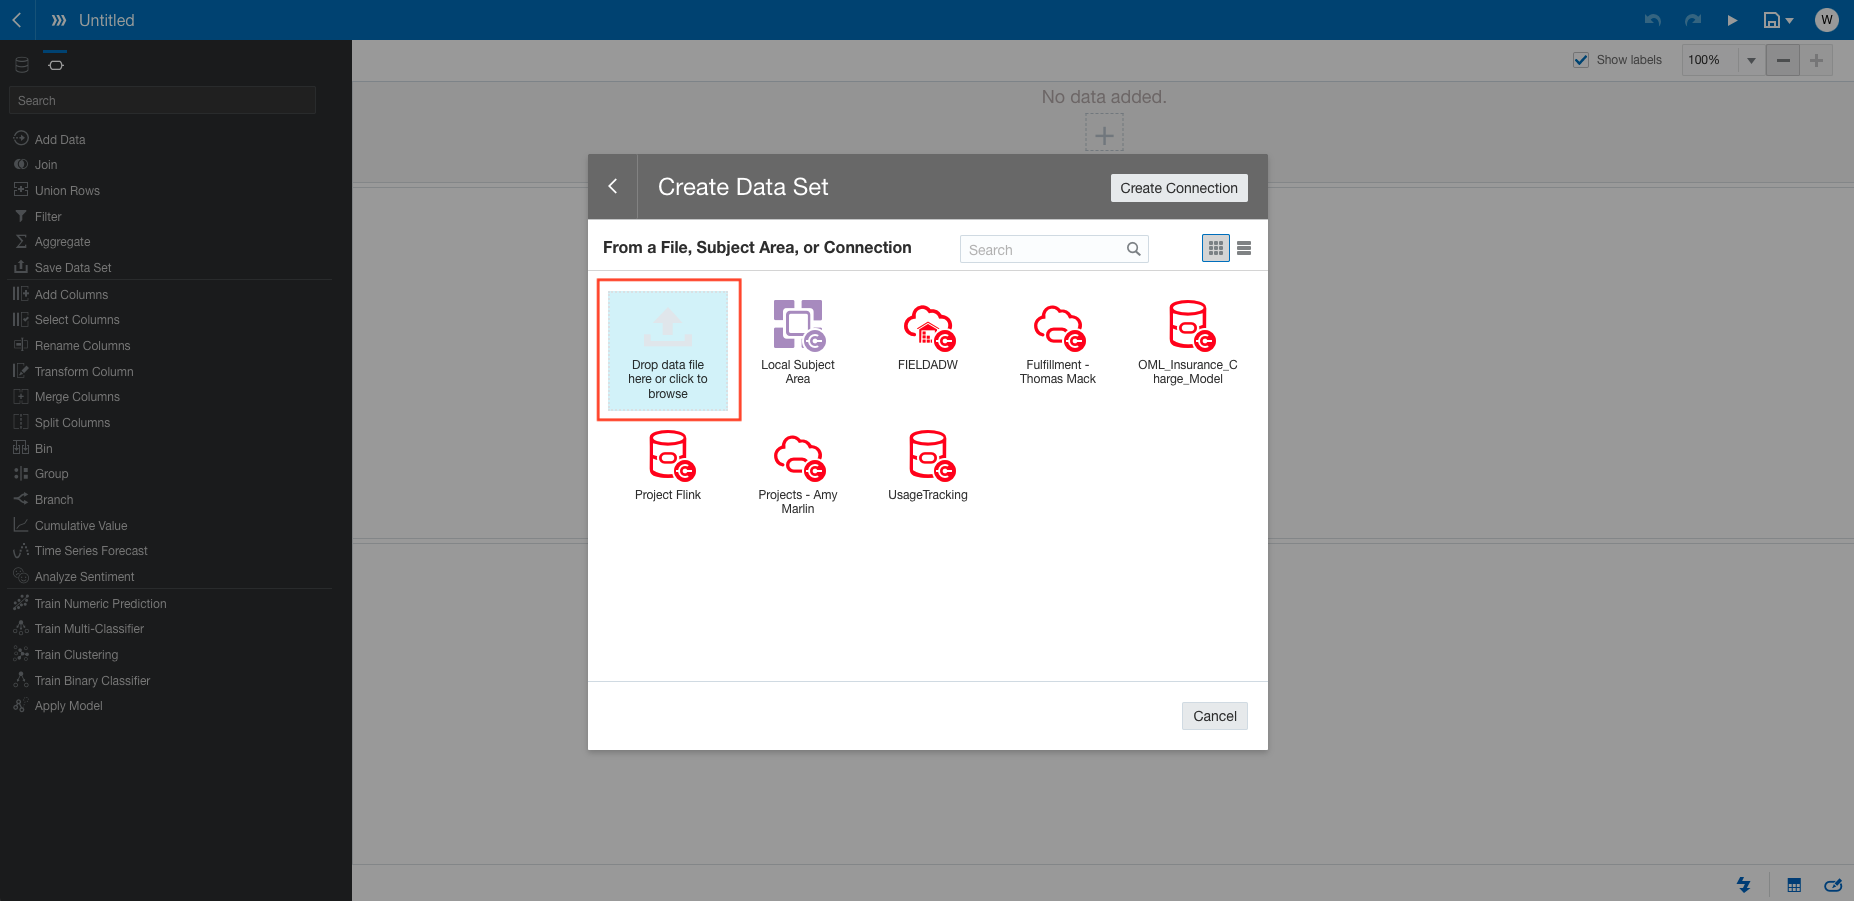 Untitled
W
Search
Add Data
Join
Union Rows
Filter
Aggregate
Save Data Set
Add Columns
Select Columns
Rename Columns
Transform Column
Merge Columns
Split Columns
Bin
Group
Branch
Cumulative Value
Time Series Forecast
Analyze Sentiment
Train Numeric Prediction
Train Multi-Classifier
Train Clustering
Train Binary Classifier
Apply Model
Show labels
100%
No data added.
Create Data Set
Create Connection
From a File, Subject Area, or Connection
Search
Drop data file
here or click to
browse
Local Subject
Area
FIELDADW
Fulfillment -
Thomas Mack
OML_Insurance_C
harge_Model
Project Flink
Projects - Amy
Marlin
UsageTracking
Cancel